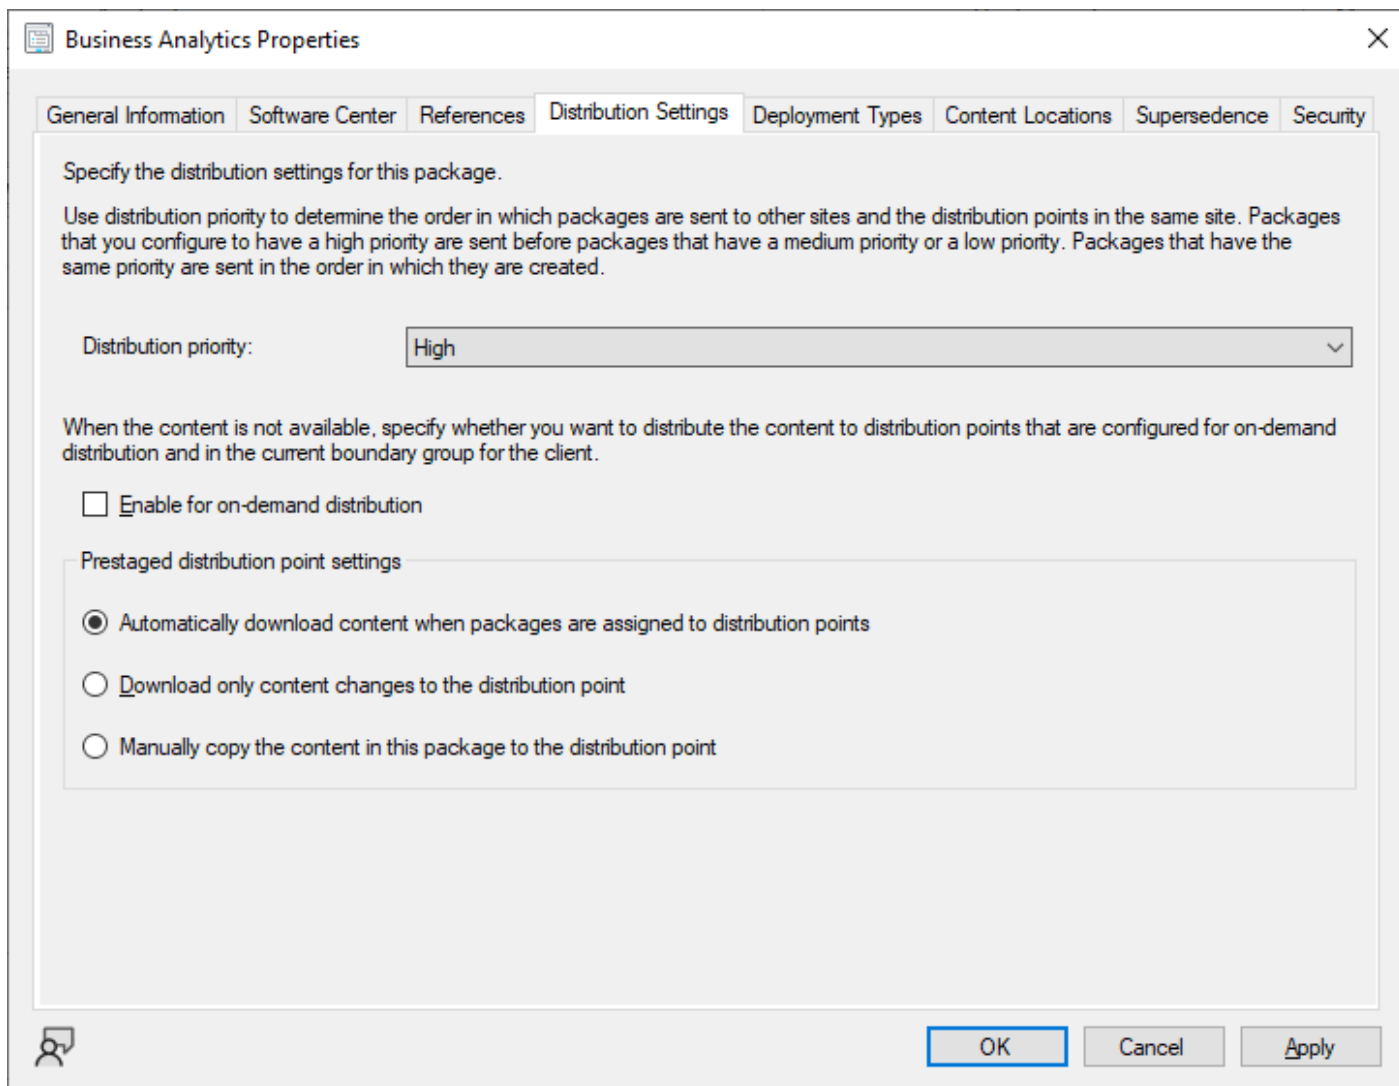 Business Analytics Properties
General Information
Software Center
References
Distribution Settings
Deployment Types
Content Locations
Supersedence
Security
Specify the distribution settings for this package.
Use distribution priority to determine the order in which packages are sent to other sites and the distribution points in the same site. Packages
that you configure to have a high priority are sent before packages that have a medium priority or a low priority. Packages that have the
same priority are sent in the order in which they are created.
Distribution priority:
High
When the content is not available, specify whether you want to distribute the content to distribution points that are configured for on-demand
distribution and in the current boundary group for the client.
Enable for on-demand distribution
Prestaged distribution point settings
Automatically download content when packages are assigned to distribution points
Download only content changes to the distribution point
Manually copy the content in this package to the distribution point
OK
Cancel
Apply